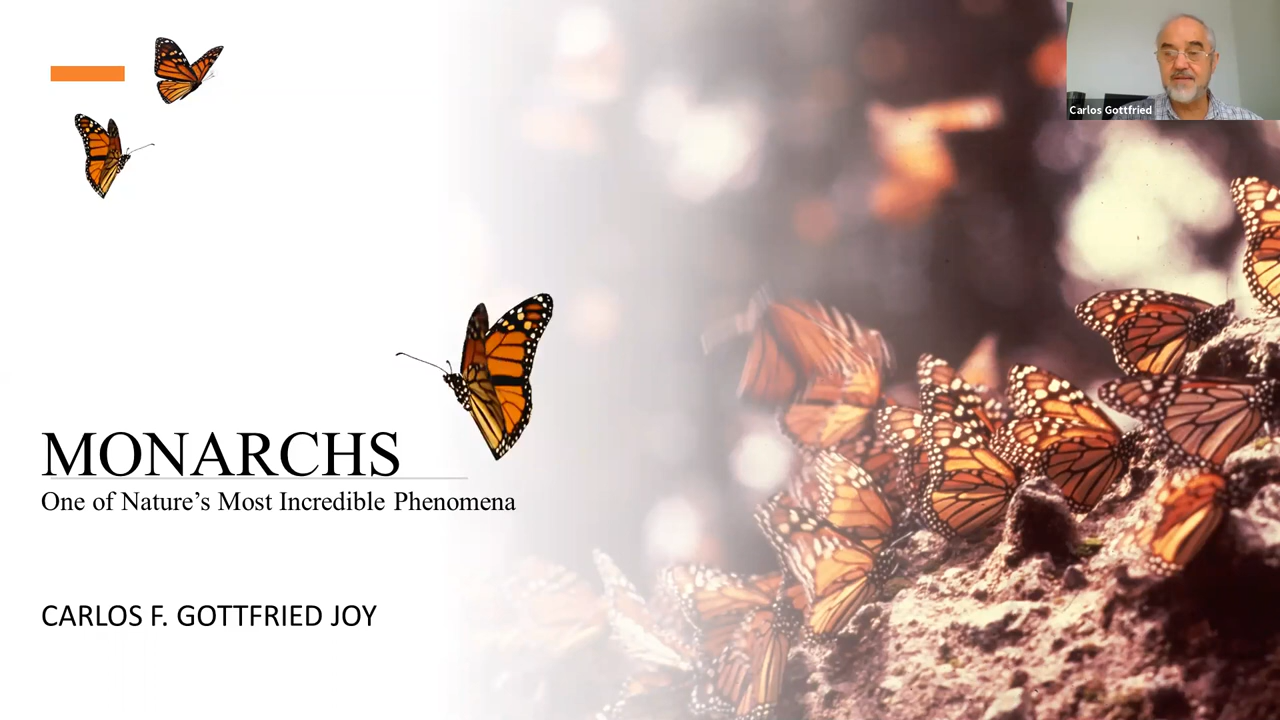 Carlos Gottfried
MONARCHS
One of Nature’s Most Incredible Phenomena
CARLOS F. GOTTFRIED JOY